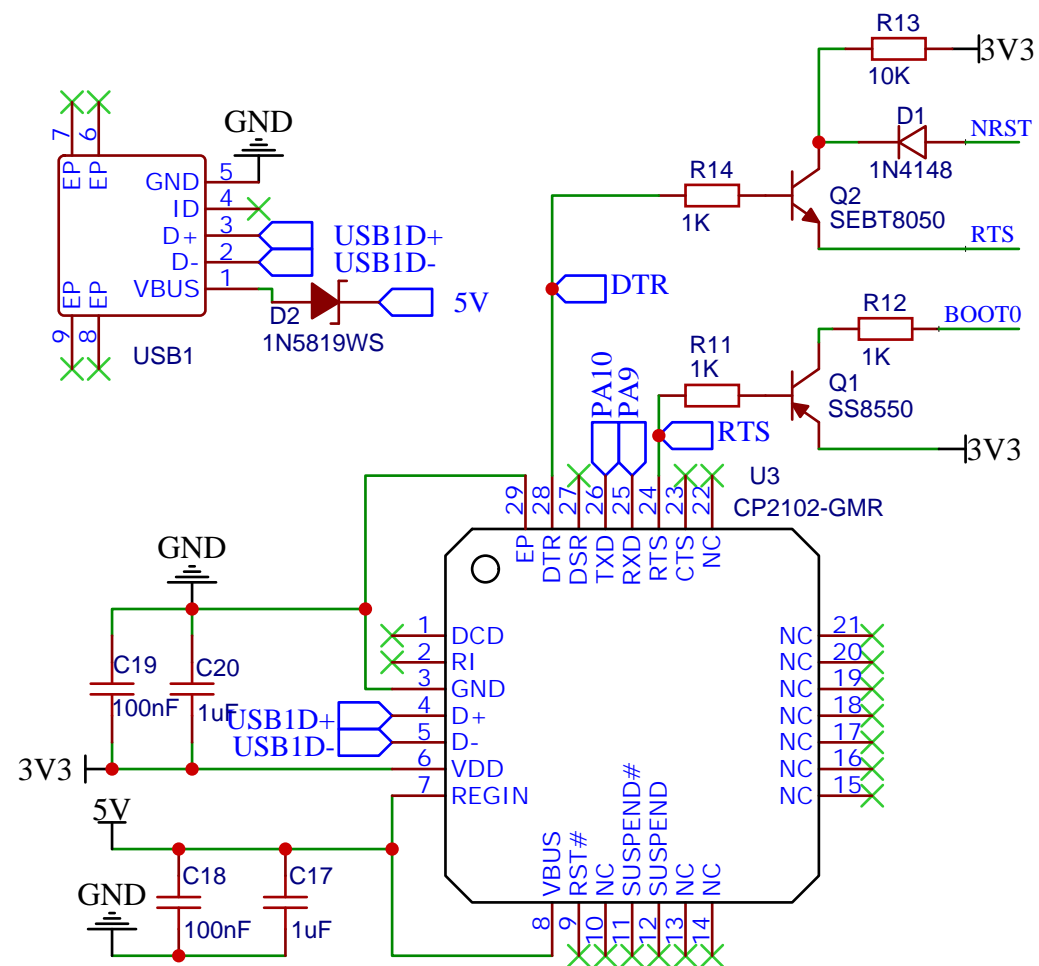 R13
10K
3V3
D1
1N4148
NRST
R14
1K
Q2
SEBT8050
RTS
GND
7
6
EP
EP
GND
5
ID
4
D+
3
USB1D+
D-
2
USB1D-
VBUS
1
5V
D2
1N5819WS
EP
EP
9
8
USB1
DTR
R12
1K
BOOT0
R11
1K
Q1
SS8550
PA10
PA9
RTS
3V3
U3
CP2102-GMR
29
28
27
26
25
24
23
22
EP
DTR
DSR
TXD
RXD
RTS
CTS
NC
GND
C19
100nF
C20
1uF
1
DCD
2
RI
3
GND
USB1D+
4
D+
USB1D-
5
D-
3V3
6
VDD
7
REGIN
NC
21
NC
20
NC
19
NC
18
NC
17
NC
16
NC
15
5V
GND
C18
100nF
C17
1uF
VBUS
RST#
NC
SUSPEND#
SUSPEND
NC
NC
8
9
10
11
12
13
14